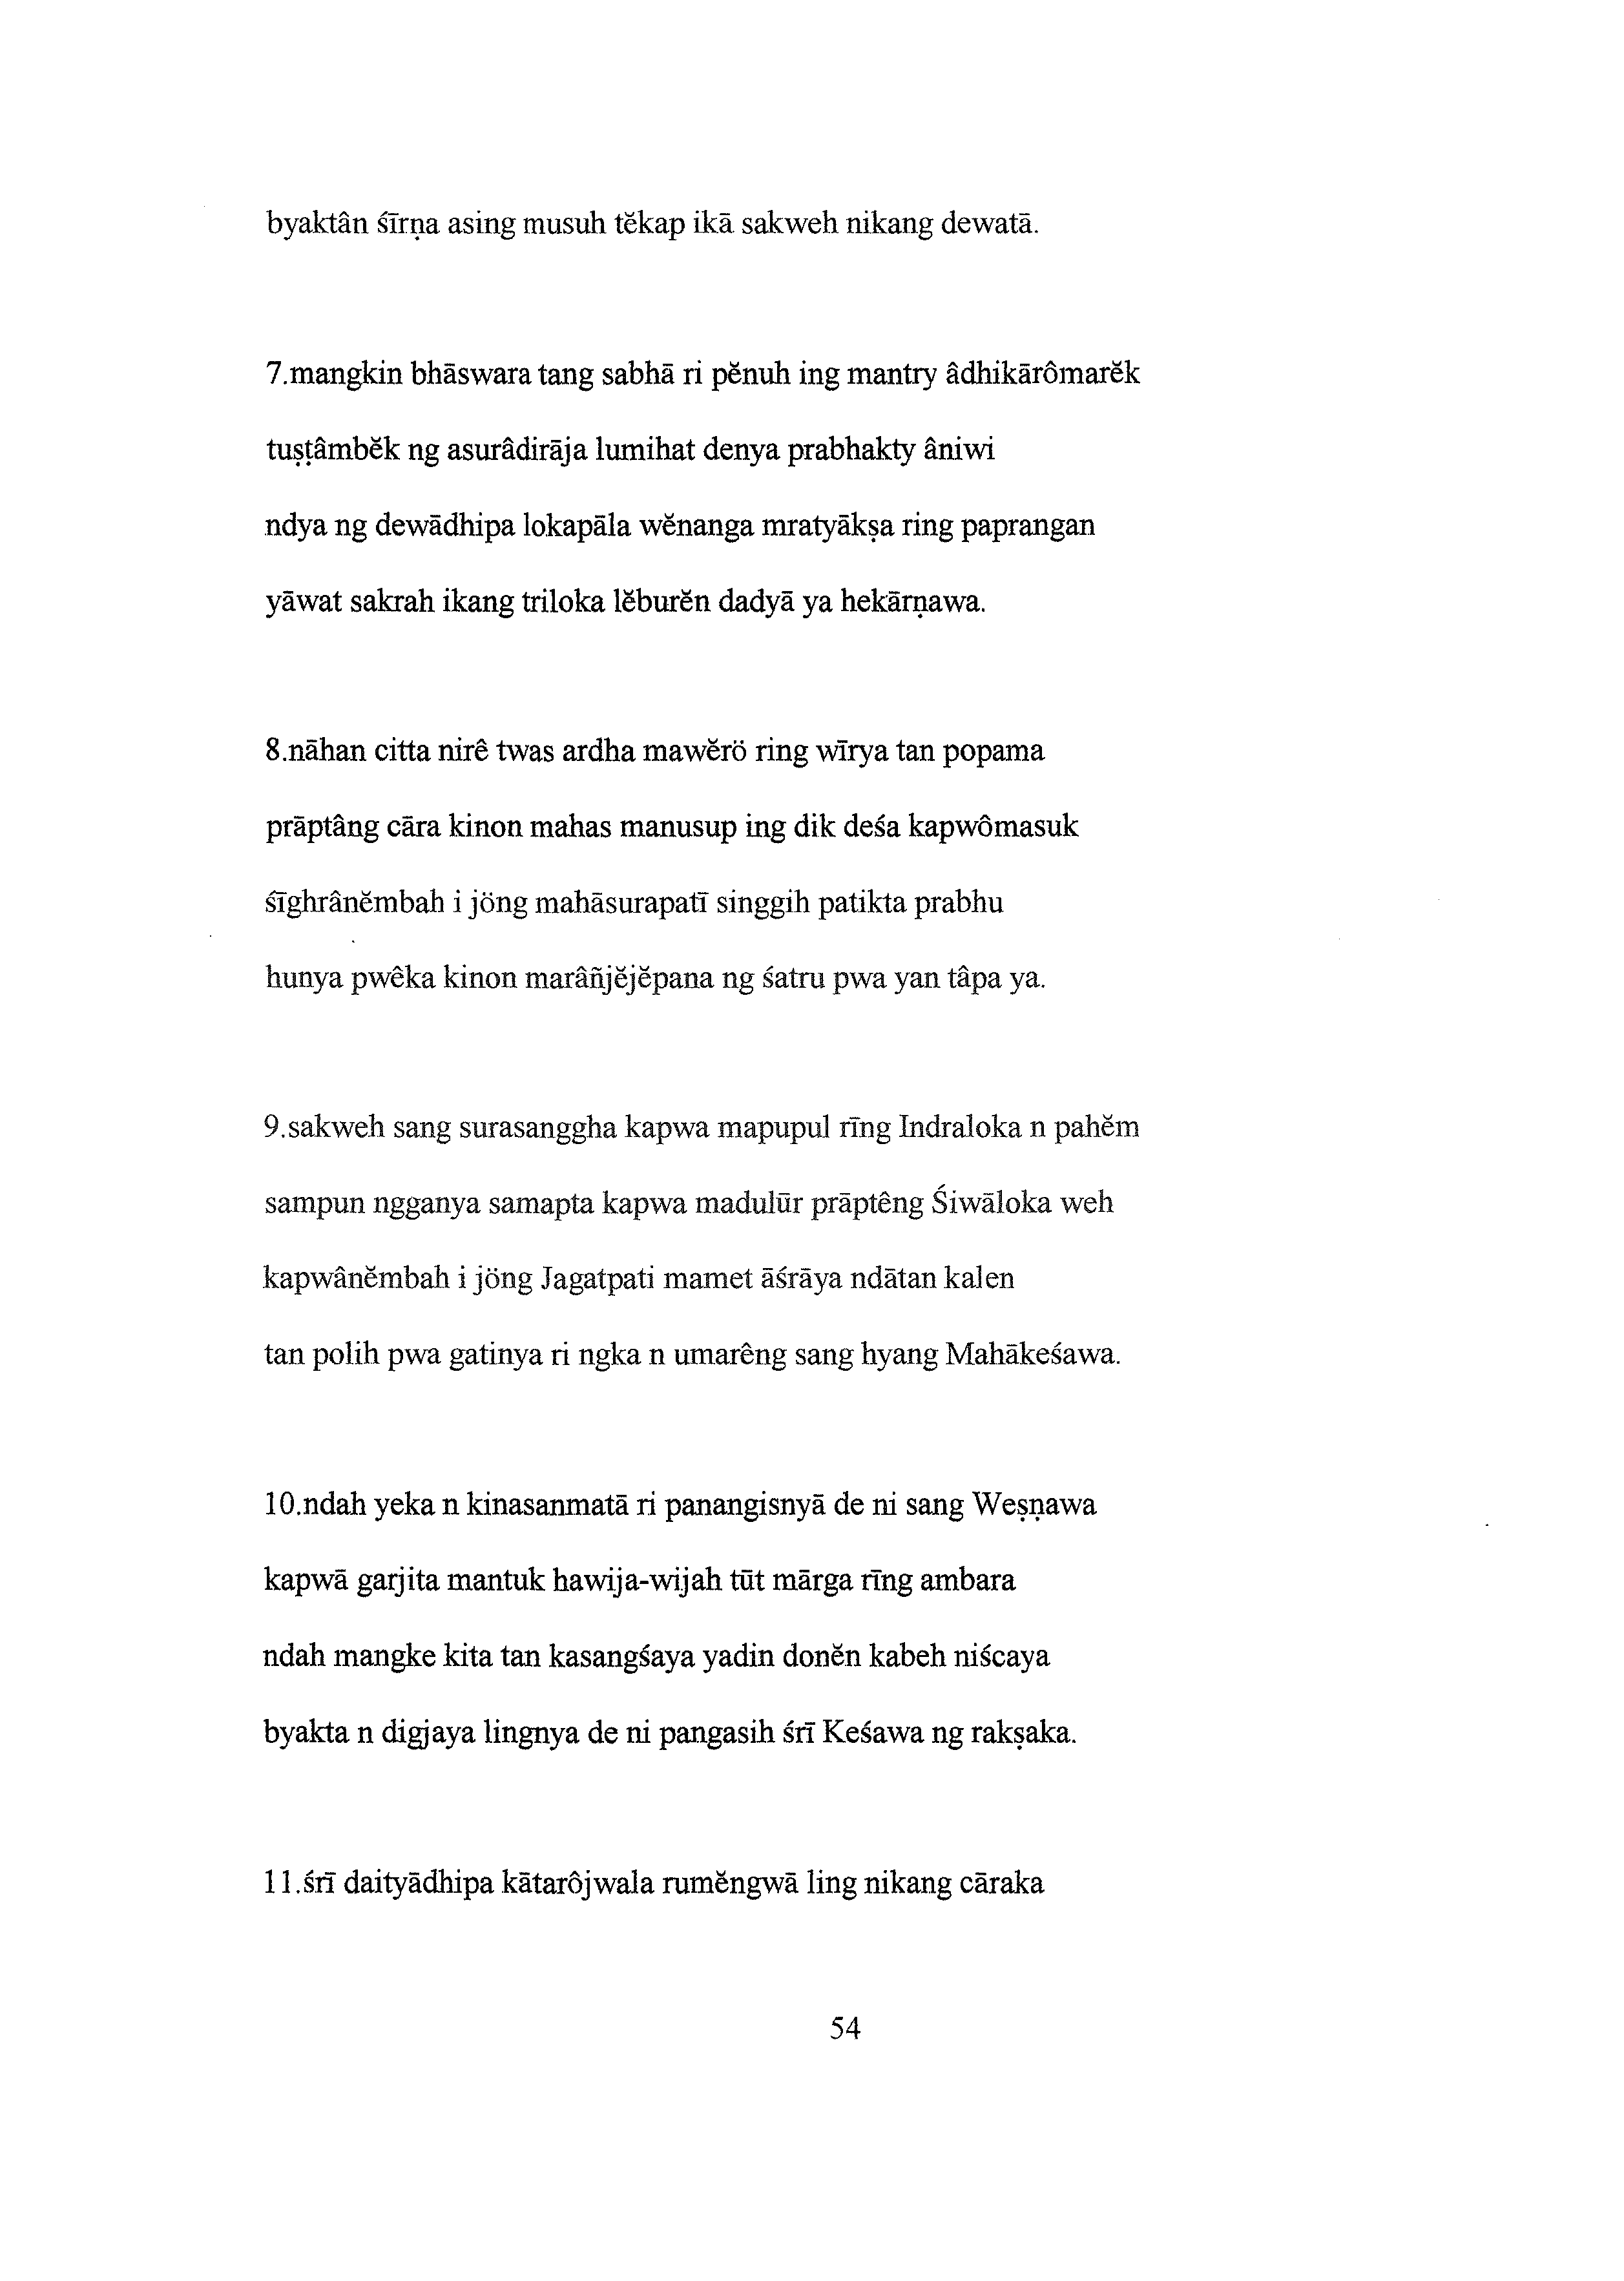 byaktân śīrṇa asing musuh tĕkap ikā sakweh nikang dewatā.
7.mangkin bhāswara tang sabhā ri pĕnuh ing mantry âdhikārômarĕk
tuṣṭâmbĕk ng asurâdirāja lumihat denya prabhakty âniwi
ndya ng dewādhipa lokapāla wĕnanga mratyākṣa ring paprangan
yāwat sakrah ikang triloka lĕburĕn dadyā ya hekārṇawa.
8.nāhan citta nirê twas ardha mawĕrö ring wīrya tan popama
prāptâng cāra kinon mahas manusup ing dik deśa kapwômasuk
śīghrânĕmbah i jöng mahāsurapatī singgih patikta prabhu
hunya pwêka kinon marâñjĕjĕpana ng śatru pwa yan tâpa ya.
9.sakweh sang surasanggha kapwa mapupul rīng Indraloka n pahĕm
sampun ngganya samapta kapwa madulūr prāptêng Śiwāloka weh
kapwânĕmbah i jöng Jagatpati mamet āśrāya ndātan kalen
tan polih pwa gatinya ri ngka n umarêng sang hyang Mahākeśawa.
10.ndah yeka n kinasanmatā ri panangisnyā de ni sang Weṣṇawa
kapwā garjita mantuk hawija-wijah tūt mārga rīng ambara
ndah mangke kita tan kasangśaya yadin donĕn kabeh niścaya
byakta n digjaya lingnya de ni pangasih śrī Keśawa ng rakṣaka.
11.śrī daityādhipa kātarôjwala rumĕngwā ling nikang cāraka
54